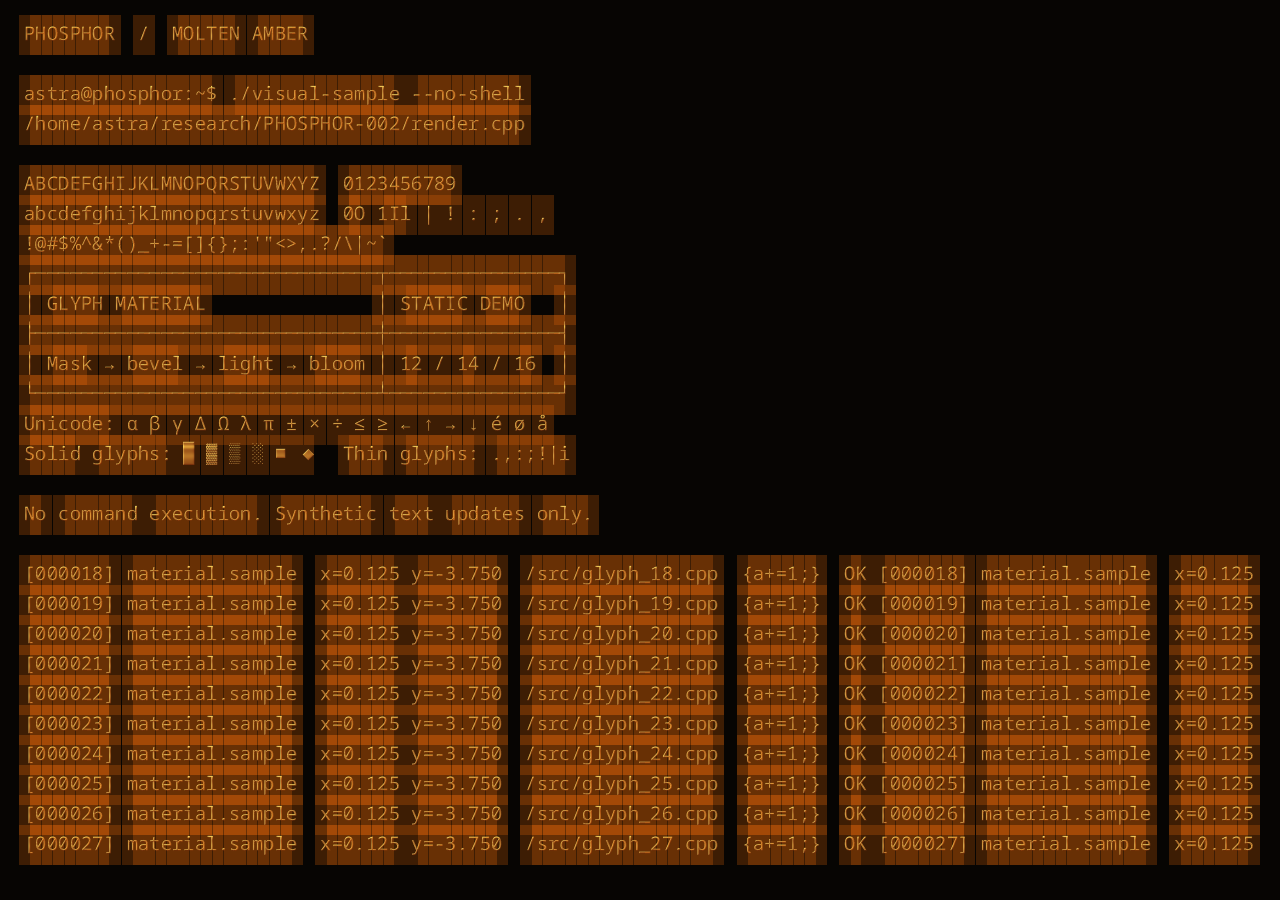 PHOSPHOR / MOLTEN AMBER
astra@phosphor:~$ ./visual-sample --no-shell
/home/astra/research/PHOSPHOR-002/render.cpp
ABCDEFGHIJKLMNOPQRSTUVWXYZ  0123456789
abcdefghijklmnopqrstuvwxyz  0O 1Il | ! : ; . ,
!@#$%^&*()_+-=[]{};:'"<>,.?/\|~`
GLYPH MATERIAL │ STATIC DEMO
Mask → bevel → light → bloom │ 12 / 14 / 16
Unicode: α β γ Δ Ω λ π ± × ÷ ≤ ≥ ← ↑ → ↓ é ø å
Solid glyphs: █ ▓ ▒ ░ ■ ◆  Thin glyphs: .,:;!|i
No command execution. Synthetic text updates only.
[000018] material.sample  x=0.125 y=-3.750  /src/glyph_18.cpp  {a+=1;}  OK [000018] material.sample  x=0.125
[000019] material.sample  x=0.125 y=-3.750  /src/glyph_19.cpp  {a+=1;}  OK [000019] material.sample  x=0.125
[000020] material.sample  x=0.125 y=-3.750  /src/glyph_20.cpp  {a+=1;}  OK [000020] material.sample  x=0.125
[000021] material.sample  x=0.125 y=-3.750  /src/glyph_21.cpp  {a+=1;}  OK [000021] material.sample  x=0.125
[000022] material.sample  x=0.125 y=-3.750  /src/glyph_22.cpp  {a+=1;}  OK [000022] material.sample  x=0.125
[000023] material.sample  x=0.125 y=-3.750  /src/glyph_23.cpp  {a+=1;}  OK [000023] material.sample  x=0.125
[000024] material.sample  x=0.125 y=-3.750  /src/glyph_24.cpp  {a+=1;}  OK [000024] material.sample  x=0.125
[000025] material.sample  x=0.125 y=-3.750  /src/glyph_25.cpp  {a+=1;}  OK [000025] material.sample  x=0.125
[000026] material.sample  x=0.125 y=-3.750  /src/glyph_26.cpp  {a+=1;}  OK [000026] material.sample  x=0.125
[000027] material.sample  x=0.125 y=-3.750  /src/glyph_27.cpp  {a+=1;}  OK [000027] material.sample  x=0.125